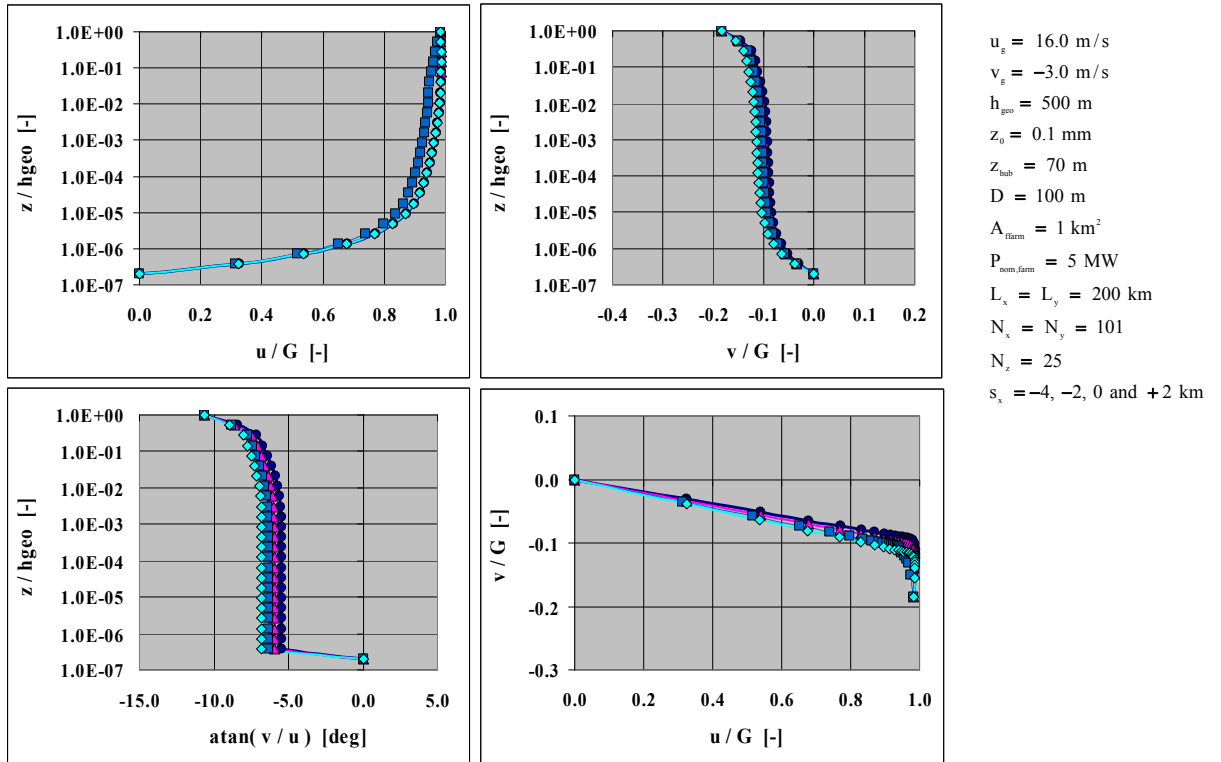 1.0E+00
1.0E-01
1.0E-02
1.0E-03
1.0E-04
1.0E-05
1.0E-06
1.0E-07
z / hgeo [-]
0.0 0.2 0.4 0.6 0.8 1.0
u / G [-]
1.0E+00
1.0E-01
1.0E-02
1.0E-03
1.0E-04
1.0E-05
1.0E-06
1.0E-07
z / hgeo [-]
-0.4 -0.3 -0.2 -0.1 0.0 0.1 0.2
v / G [-]
u_g = 16.0 m/s
v_g = −3.0 m/s
h_geo = 500 m
z_0 = 0.1 mm
z_hub = 70 m
D = 100 m
A_ffarm = 1 km²
P_nom,farm = 5 MW
L_x = L_y = 200 km
N_x = N_y = 101
N_z = 25
s_x = −4, −2, 0 and +2 km
1.0E+00
1.0E-01
1.0E-02
1.0E-03
1.0E-04
1.0E-05
1.0E-06
1.0E-07
z / hgeo [-]
-15.0 -10.0 -5.0 0.0 5.0
atan( v / u ) [deg]
0.1
0.0
-0.1
-0.2
-0.3
v / G [-]
0.0 0.2 0.4 0.6 0.8 1.0
u / G [-]